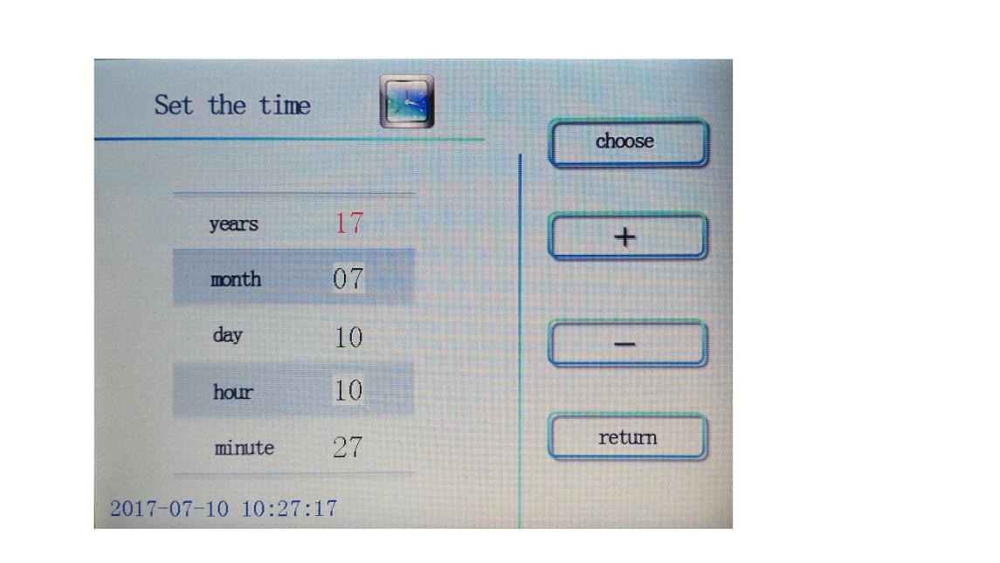 Set the time
choose
years 17
+
month 07
day 10
−
hour 10
return
minute 27
2017-07-10 10:27:17